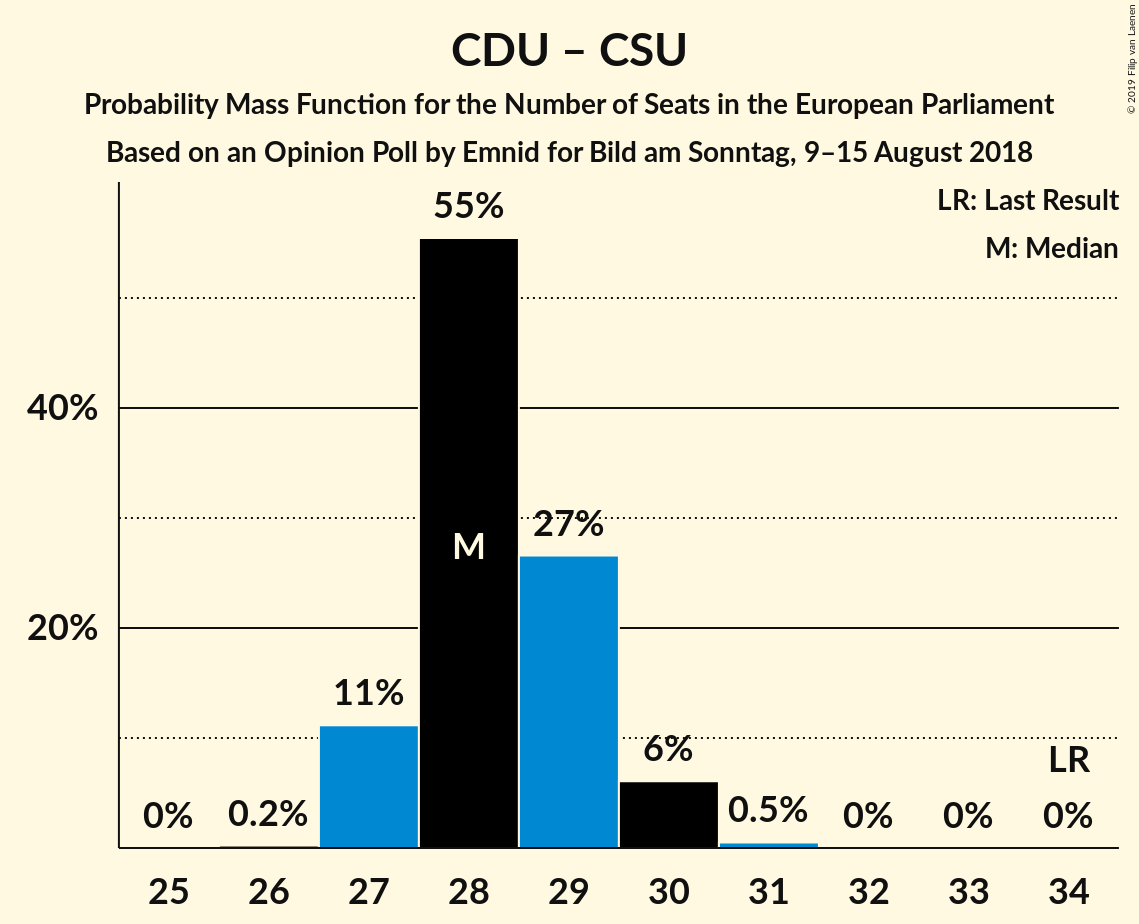 CDU – CSU
Probability Mass Function for the Number of Seats in the European Parliament
Based on an Opinion Poll by Emnid for Bild am Sonntag, 9–15 August 2018
© 2019 Filip van Laenen
LR: Last Result
M: Median
55%
40%
27%
M
20%
11%
6%
LR
0% 0.2% 0.5% 0% 0% 0%
25 26 27 28 29 30 31 32 33 34